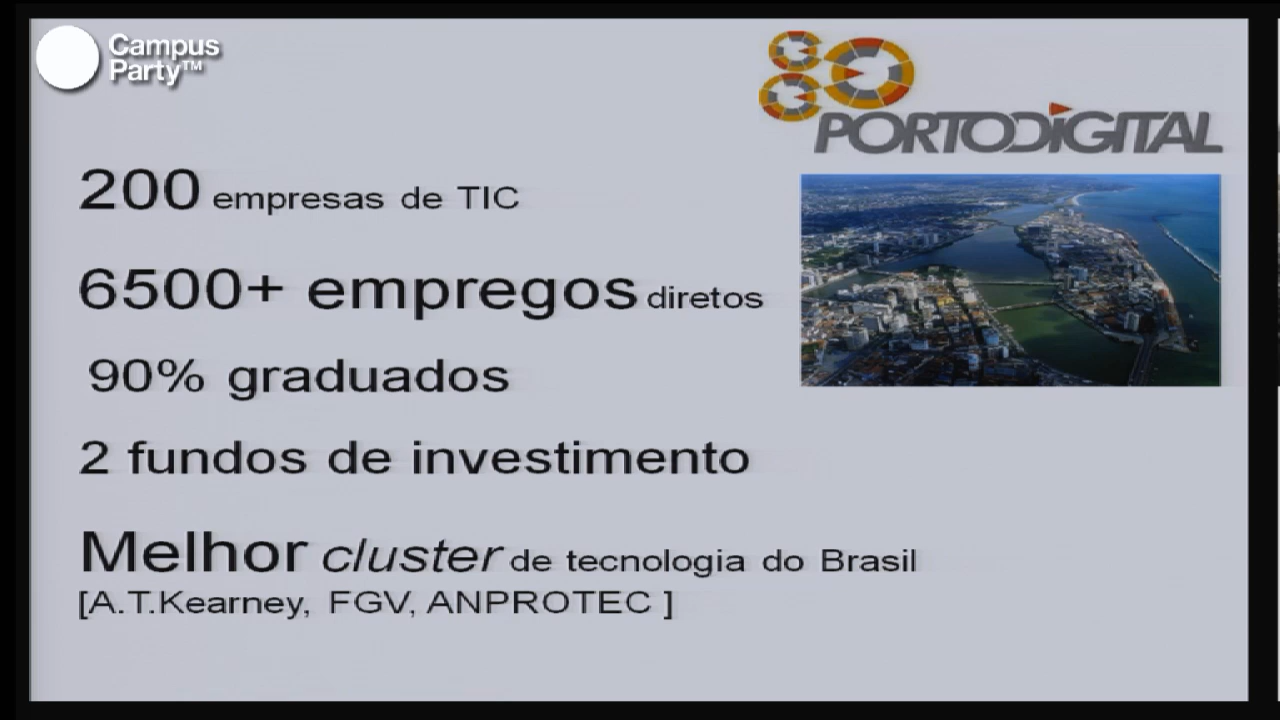 Campus
Party™
PORTODiGITAL
200 empresas de TIC
6500+ empregos diretos
90% graduados
2 fundos de investimento
Melhor cluster de tecnologia do Brasil
[A.T.Kearney, FGV, ANPROTEC ]